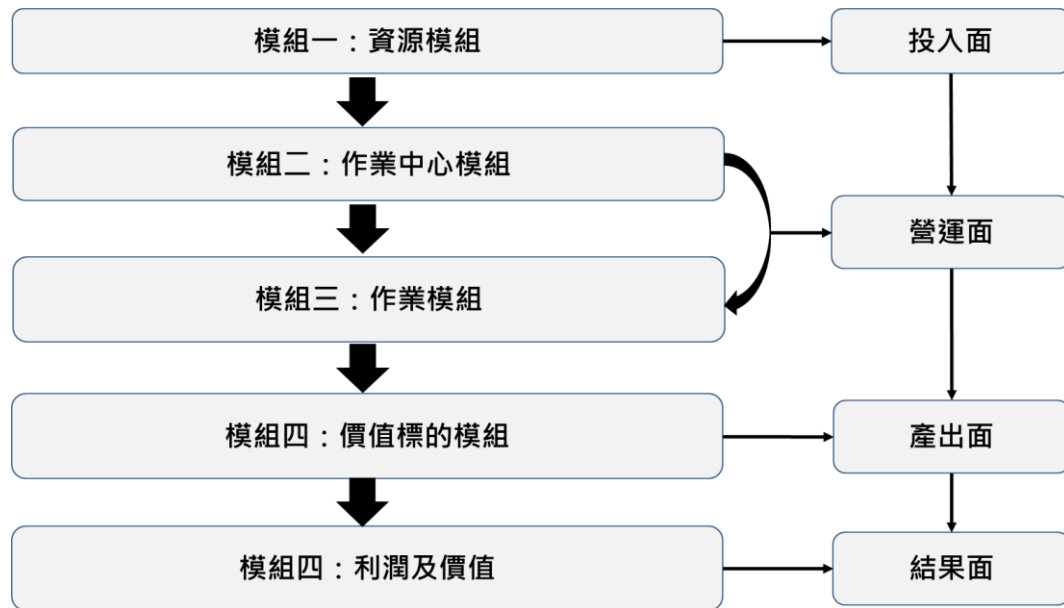 模組一：資源模組
投入面
模組二：作業中心模組
營運面
模組三：作業模組
模組四：價值標的模組
產出面
模組四：利潤及價值
結果面